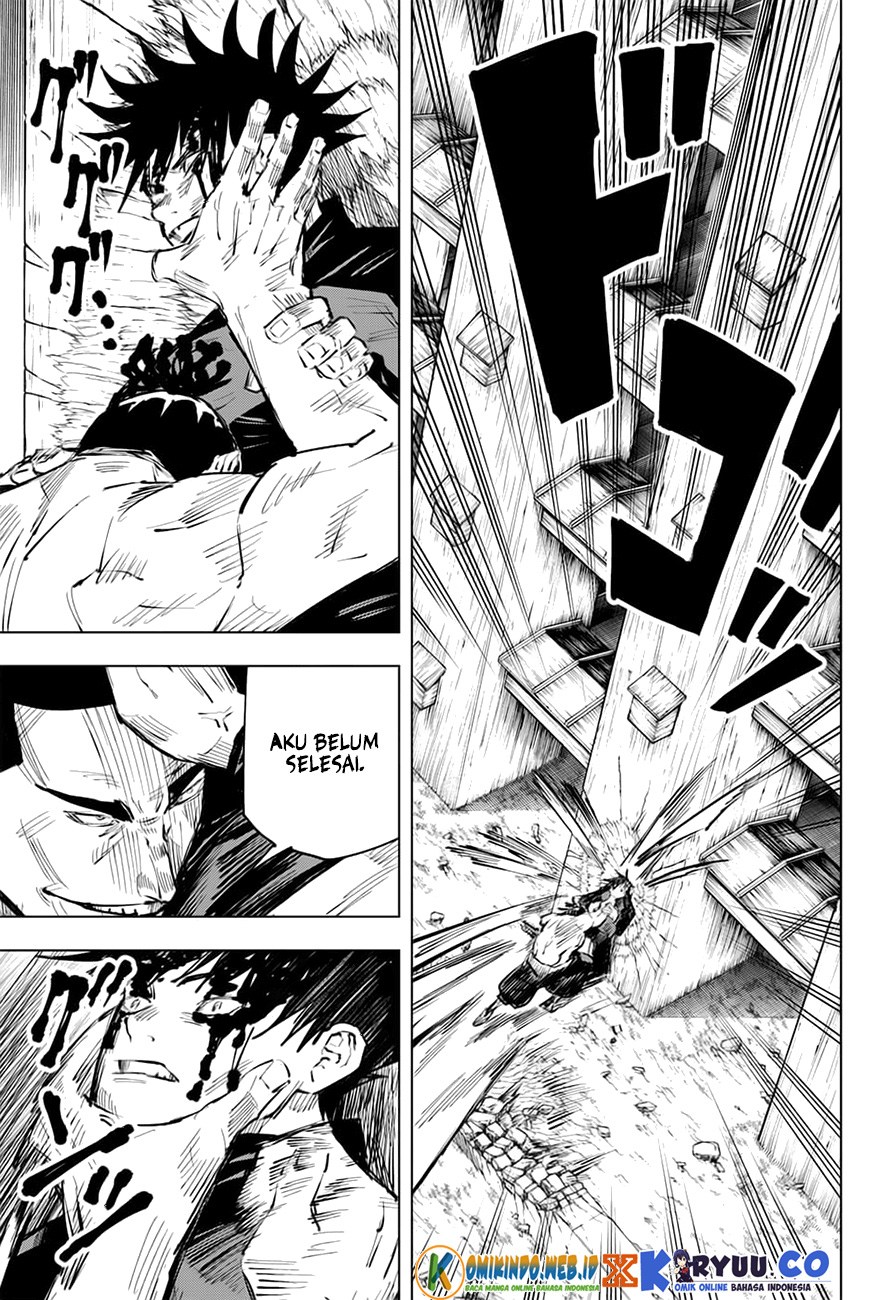 ドゴッ
グググ…
AKU BELUM
SELESAI.
ググッ
KOMIKINDO.WEB.ID X KIRYUU.CO
BACA MANGA ONLINE BAHASA INDONESIA
KOMIK ONLINE BAHASA INDONESIA